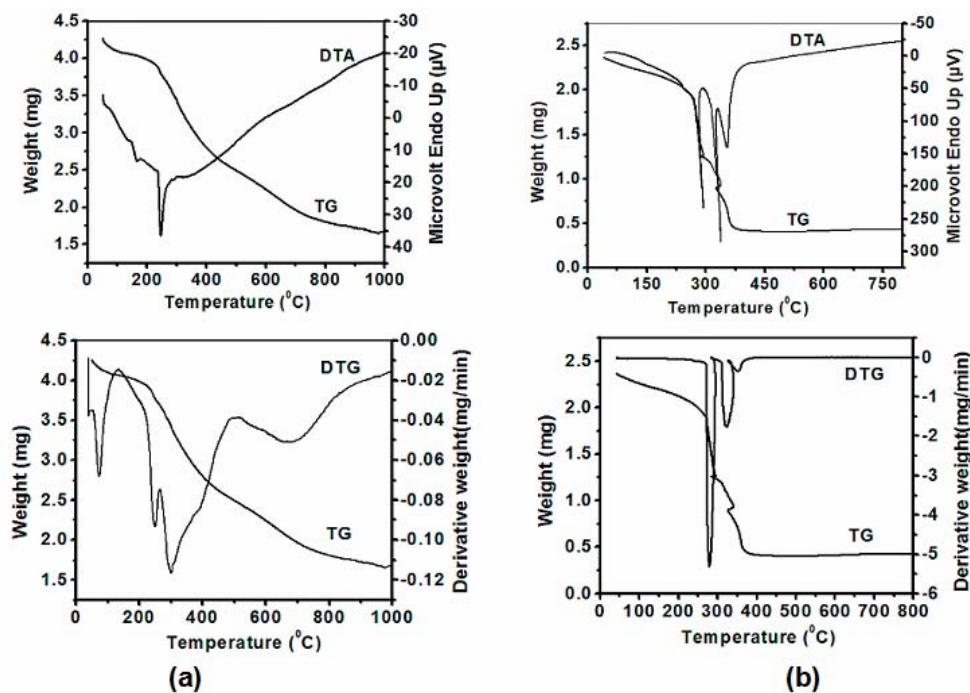 4.5
4.0
3.5
3.0
2.5
2.0
1.5
Weight (mg)
DTA
TG
-30
-20
-10
0
10
20
30
40
Microvolt Endo Up (µV)
0 200 400 600 800 1000
Temperature (⁰C)
2.5
2.0
1.5
1.0
0.5
0.0
Weight (mg)
DTA
TG
-50
0
50
100
150
200
250
300
Microvolt Endo Up (µV)
0 150 300 450 600 750
Temperature (⁰C)
4.5
4.0
3.5
3.0
2.5
2.0
1.5
Weight (mg)
DTG
TG
0.00
-0.02
-0.04
-0.06
-0.08
-0.10
-0.12
Derivative weight(mg/min)
0 200 400 600 800 1000
Temperature (⁰C)
(a)
2.5
2.0
1.5
1.0
0.5
0.0
Weight (mg)
DTG
TG
0
-1
-2
-3
-4
-5
-6
Derivative weight(mg/min)
0 100 200 300 400 500 600 700 800
Temperature (⁰C)
(b)